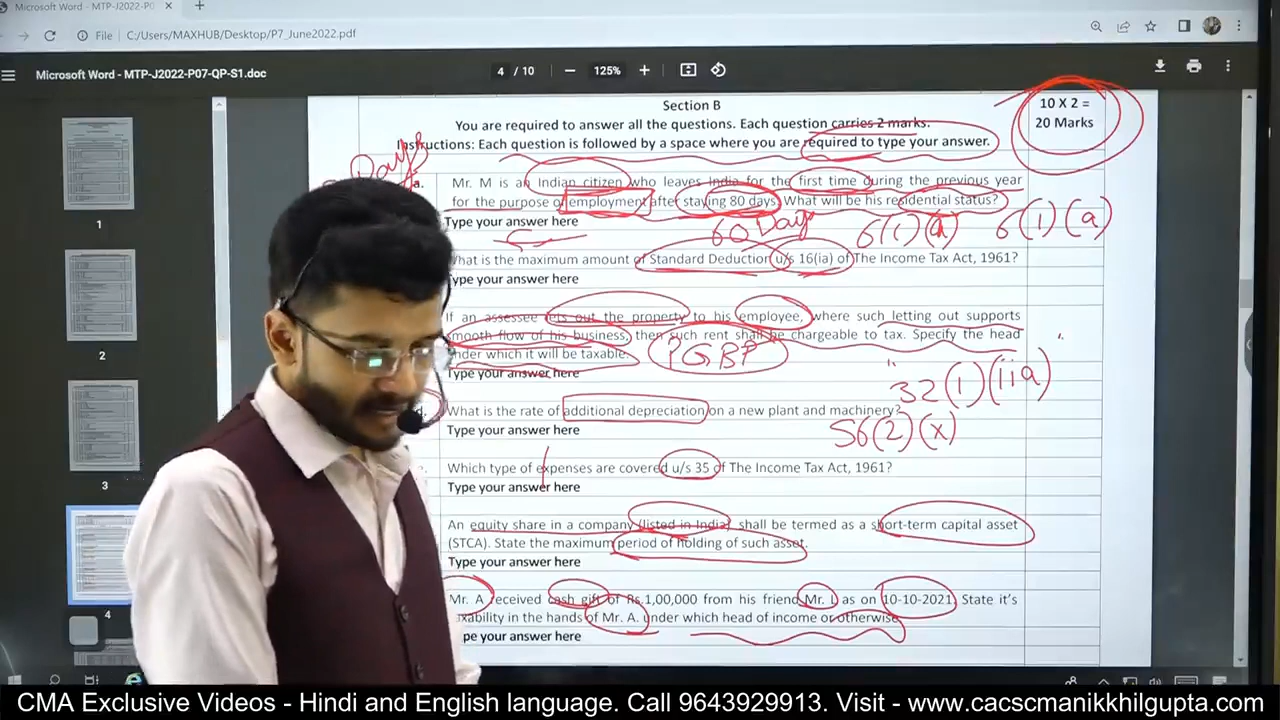 Microsoft Word - MTP-J2022-P0
File C:/Users/MAXHUB/Desktop/P7_June2022.pdf
Microsoft Word - MTP-J2022-P07-QP-S1.doc
4 / 10
125%
Section B
10 X 2 =
20 Marks
You are required to answer all the questions. Each question carries 2 marks.
Instructions: Each question is followed by a space where you are required to type your answer.
Days
a. Mr. M is an Indian citizen who leaves India for the first time during the previous year
for the purpose of employment after staying 80 days. What will be his residential status?
Type your answer here
60 Days 6(1)(a) 6(1)(a)
What is the maximum amount of Standard Deduction u/s 16(ia) of The Income Tax Act, 1961?
Type your answer here
If an assessee lets out the property to his employee, where such letting out supports
smooth flow of his business, then such rent shall be chargeable to tax. Specify the head
under which it will be taxable.
PGBP
Type your answer here
32(1)(iia)
d. What is the rate of additional depreciation on a new plant and machinery?
Type your answer here
56(2)(x)
Which type of expenses are covered u/s 35 of The Income Tax Act, 1961?
Type your answer here
An equity share in a company (listed in India) shall be termed as a short-term capital asset
(STCA). State the maximum period of holding of such asset.
Type your answer here
Mr. A received cash gift of Rs.1,00,000 from his friend Mr. L as on 10-10-2021. State it's
taxability in the hands of Mr. A. under which head of income or otherwise.
Type your answer here
1
2
3
4
CMA Exclusive Videos - Hindi and English language. Call 9643929913. Visit - www.cacscmanikkhilgupta.com